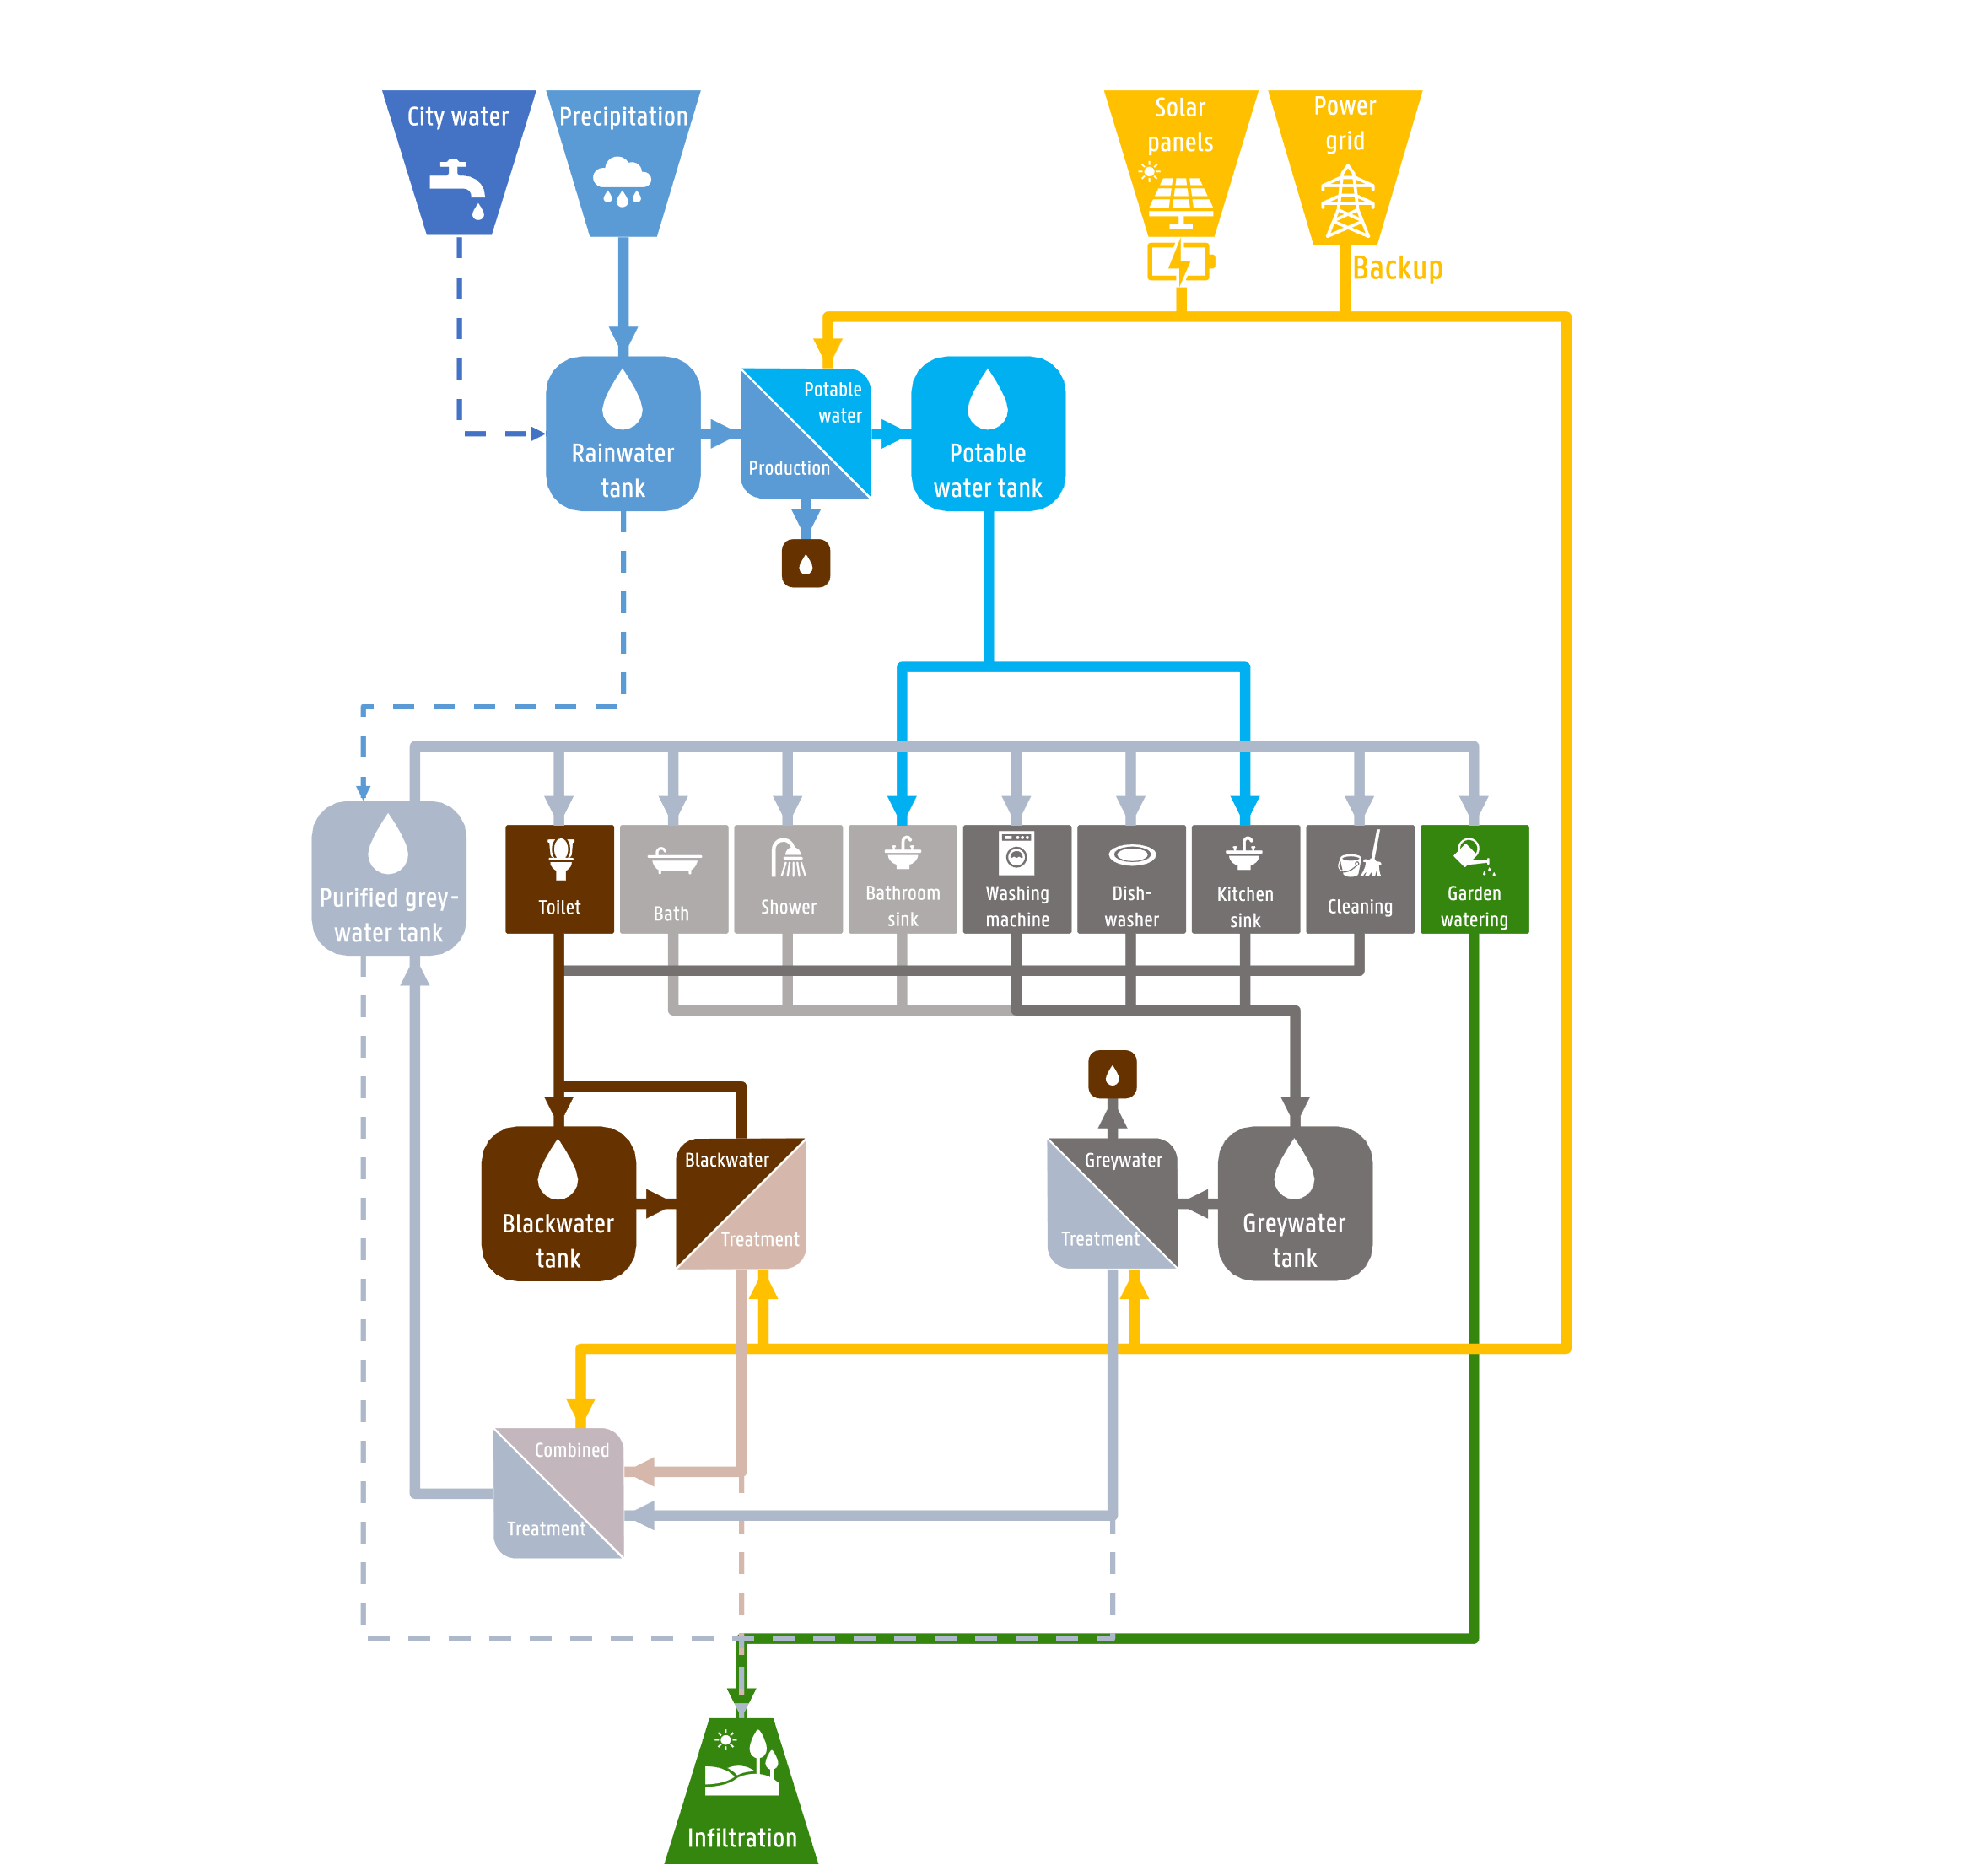 City water
Precipitation
Solar
panels
Power
grid
Backup
Rainwater
tank
Potable
water
Production
Potable
water tank
Purified grey-
water tank
Toilet
Bath
Shower
Bathroom
sink
Washing
machine
Dish-
washer
Kitchen
sink
Cleaning
Garden
watering
Blackwater
tank
Blackwater
Treatment
Greywater
Treatment
Greywater
tank
Combined
Treatment
Infiltration